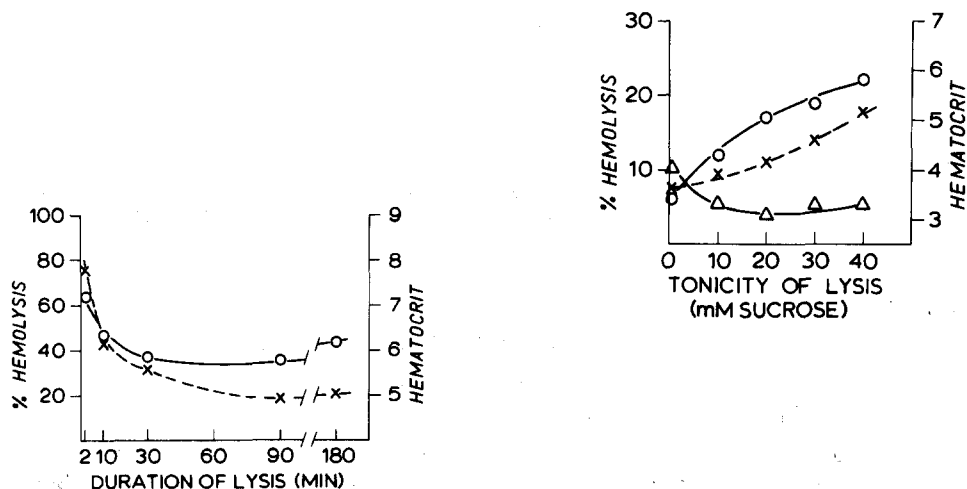 % HEMOLYSIS
100
80
60
40
20
2 10 30 60 90 180
DURATION OF LYSIS (MIN)
9
8
7
6
5
HEMATOCRIT
% HEMOLYSIS
30
20
10
0 10 20 30 40
TONICITY OF LYSIS
(mM SUCROSE)
7
6
5
4
3
HEMATOCRIT